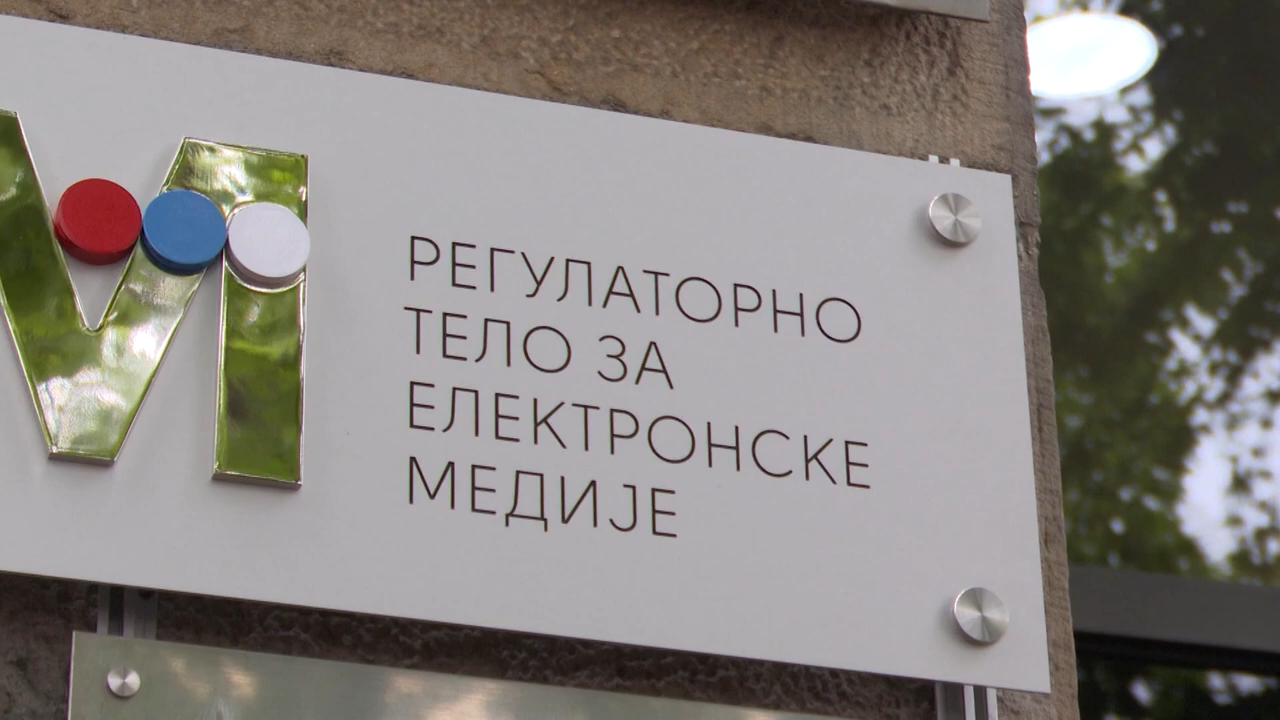 М
РЕГУЛАТОРНО
ТЕЛО ЗА
ЕЛЕКТРОНСКЕ
МЕДИЈЕ